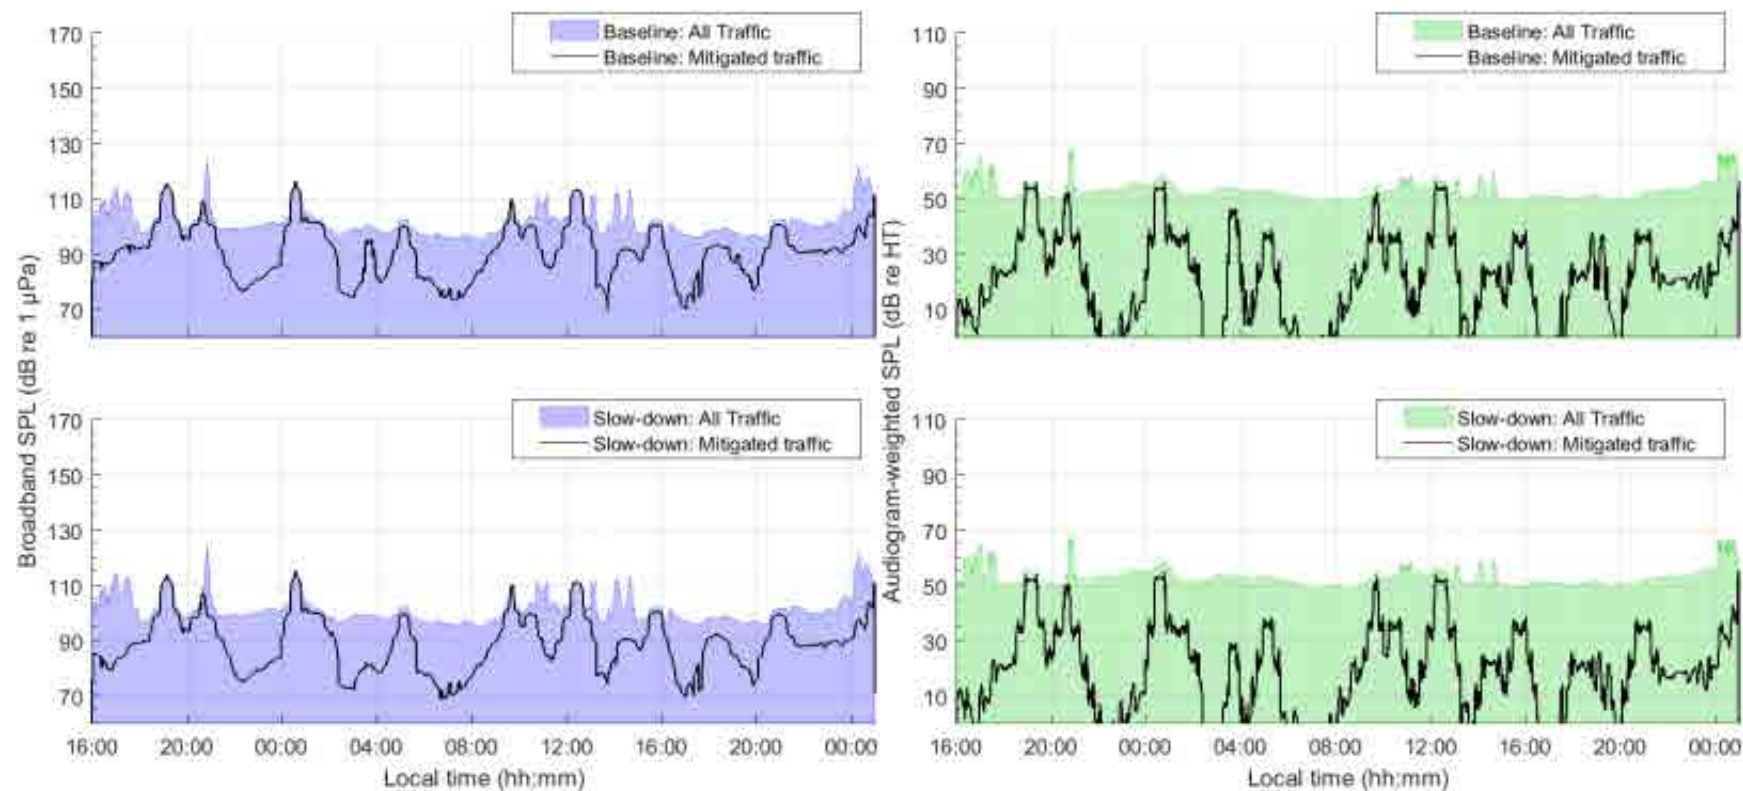 Baseline: All Traffic
Baseline: Mitigated traffic
170
150
130
110
90
70
Baseline: All Traffic
Baseline: Mitigated traffic
110
90
70
50
30
10
Broadband SPL (dB re 1 µPa)
Audiogram-weighted SPL (dB re HT)
Slow-down: All Traffic
Slow-down: Mitigated traffic
170
150
130
110
90
70
16:00 20:00 00:00 04:00 08:00 12:00 16:00 20:00 00:00
Local time (hh:mm)
Slow-down: All Traffic
Slow-down: Mitigated traffic
110
90
70
50
30
10
16:00 20:00 00:00 04:00 08:00 12:00 16:00 20:00 00:00
Local time (hh:mm)